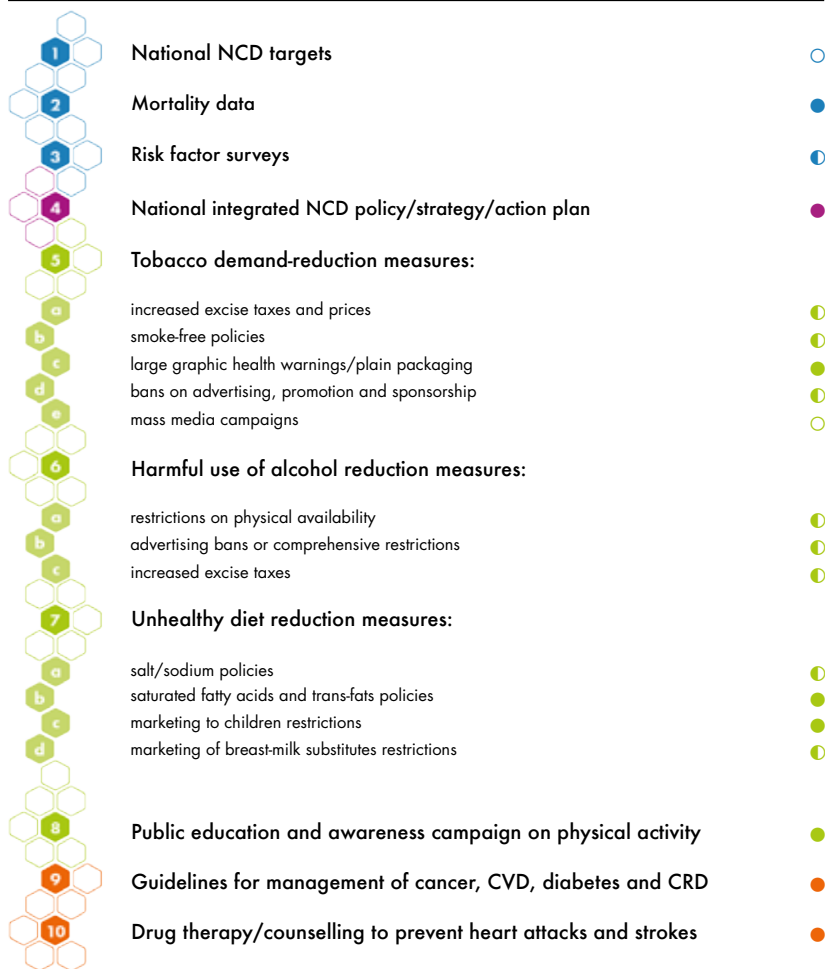 1 National NCD targets ○
2 Mortality data ●
3 Risk factor surveys ◐
4 National integrated NCD policy/strategy/action plan ●
5 Tobacco demand-reduction measures:
a increased excise taxes and prices ◐
b smoke-free policies ◐
c large graphic health warnings/plain packaging ●
d bans on advertising, promotion and sponsorship ◐
e mass media campaigns ○
6 Harmful use of alcohol reduction measures:
a restrictions on physical availability ◐
b advertising bans or comprehensive restrictions ◐
c increased excise taxes ◐
7 Unhealthy diet reduction measures:
a salt/sodium policies ◐
b saturated fatty acids and trans-fats policies ●
c marketing to children restrictions ●
d marketing of breast-milk substitutes restrictions ◐
8 Public education and awareness campaign on physical activity ●
9 Guidelines for management of cancer, CVD, diabetes and CRD ●
10 Drug therapy/counselling to prevent heart attacks and strokes ●